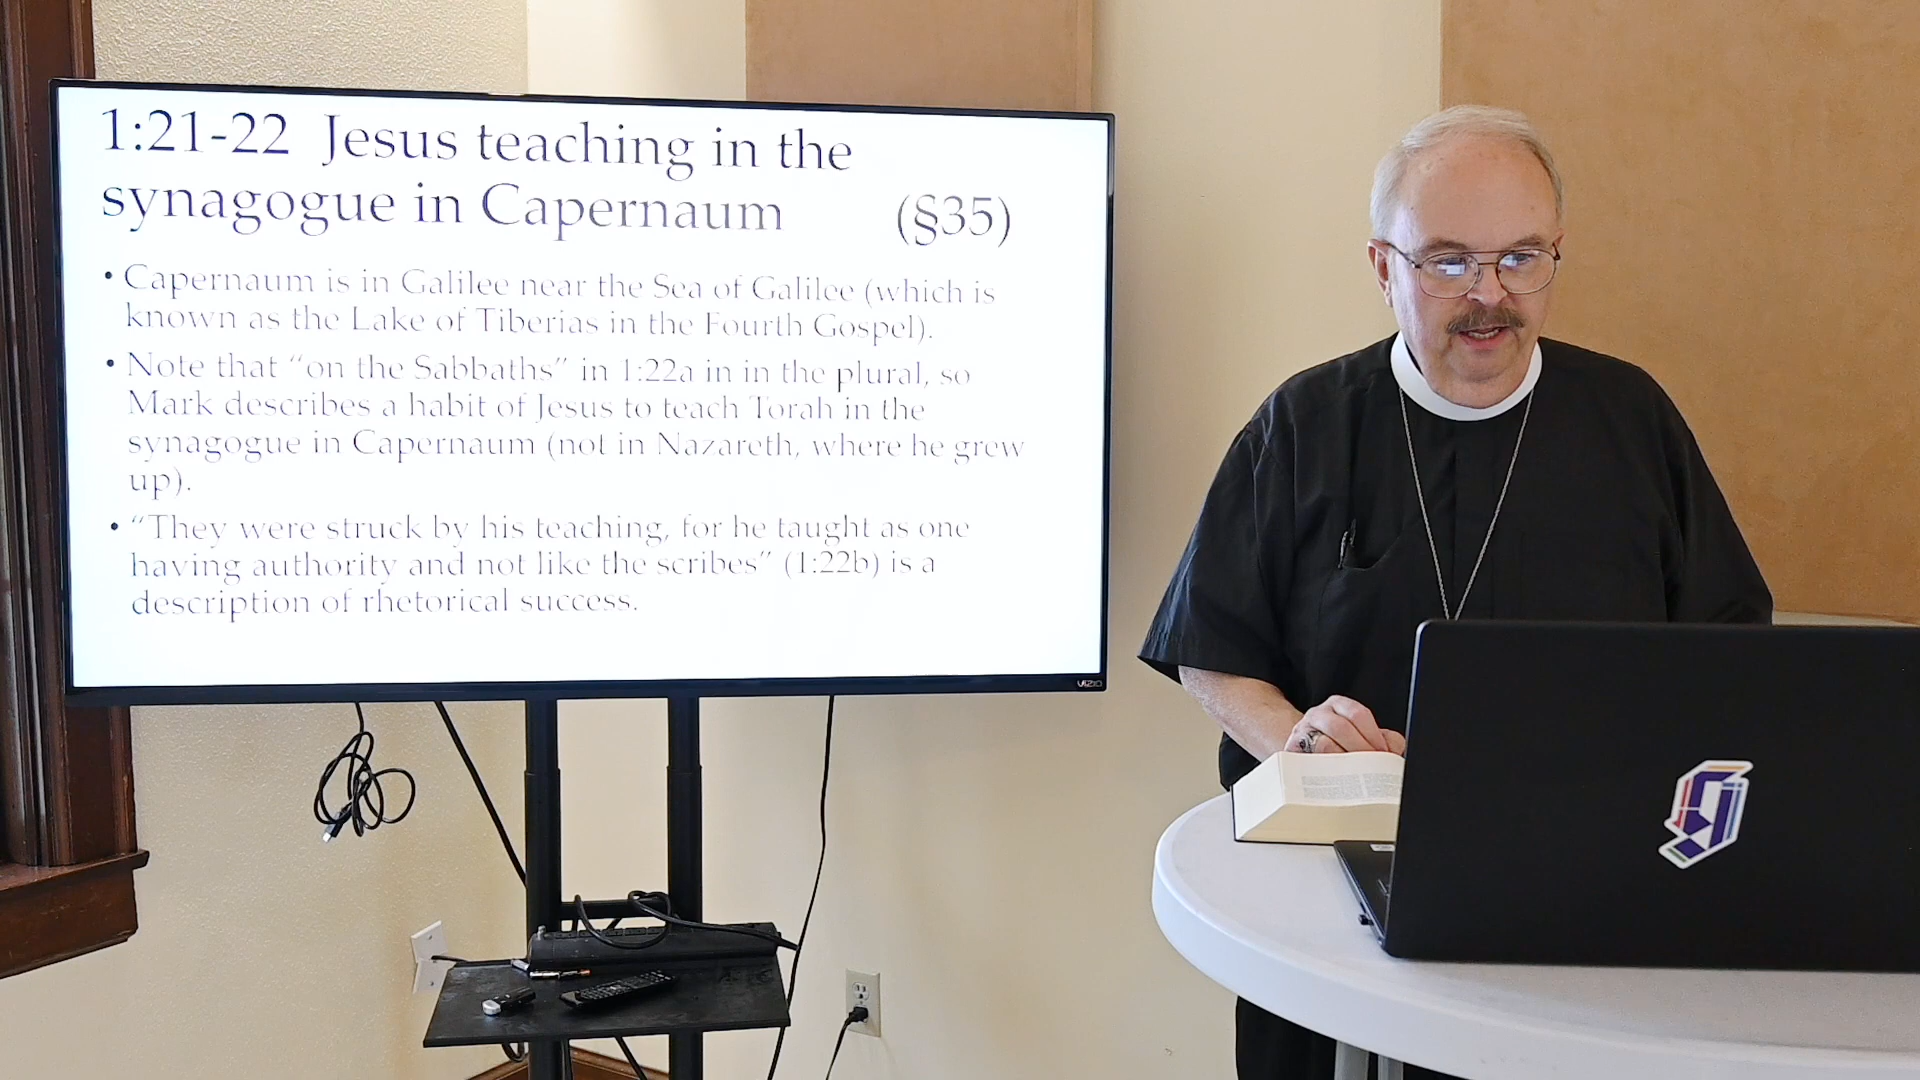 1:21-22 Jesus teaching in the
synagogue in Capernaum (§35)
• Capernaum is in Galilee near the Sea of Galilee (which is
known as the Lake of Tiberias in the Fourth Gospel).
• Note that “on the Sabbaths” in 1:22a in in the plural, so
Mark describes a habit of Jesus to teach Torah in the
synagogue in Capernaum (not in Nazareth, where he grew
up).
• “They were struck by his teaching, for he taught as one
having authority and not like the scribes” (1:22b) is a
description of rhetorical success.
VIZIO